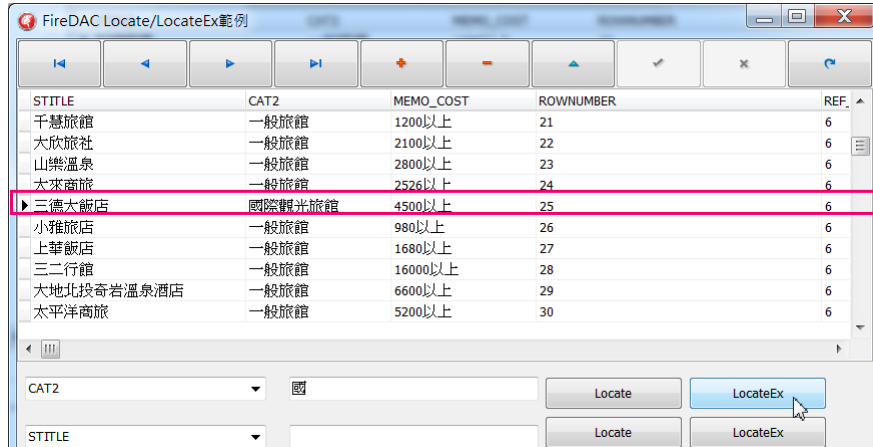 FireDAC Locate/LocateEx範例
STITLE CAT2 MEMO_COST ROWNUMBER REF_
千慧旅館 一般旅館 1200以上 21 6
大欣旅社 一般旅館 2100以上 22 6
山樂溫泉 一般旅館 2800以上 23 6
大來商旅 一般旅館 2526以上 24 6
三德大飯店 國際觀光旅館 4500以上 25 6
小雅旅店 一般旅館 980以上 26 6
上華飯店 一般旅館 1680以上 27 6
三二行館 一般旅館 16000以上 28 6
大地北投奇岩溫泉酒店 一般旅館 6600以上 29 6
太平洋商旅 一般旅館 5200以上 30 6
CAT2 國 Locate LocateEx
STITLE Locate LocateEx